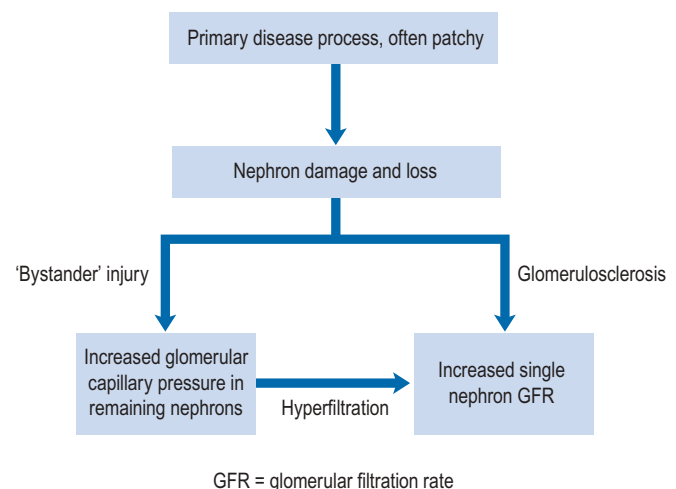 Primary disease process, often patchy
Nephron damage and loss
‘Bystander’ injury
Glomerulosclerosis
Increased glomerular
capillary pressure in
remaining nephrons
Hyperfiltration
Increased single
nephron GFR
GFR = glomerular filtration rate